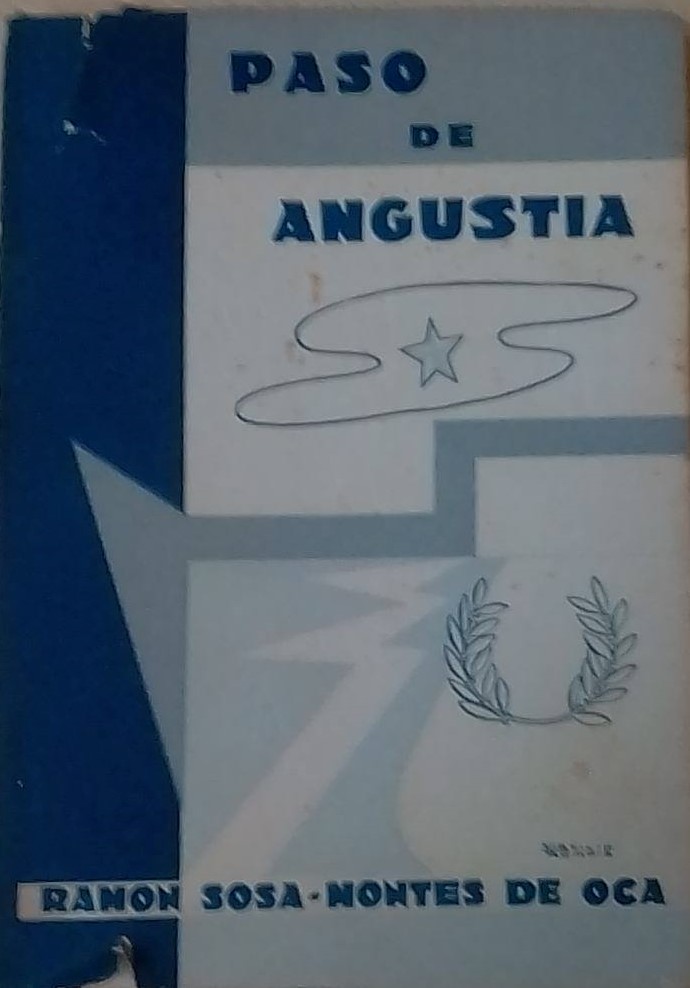 PASO
DE
ANGUSTIA
RAMON SOSA-MONTES DE OCA